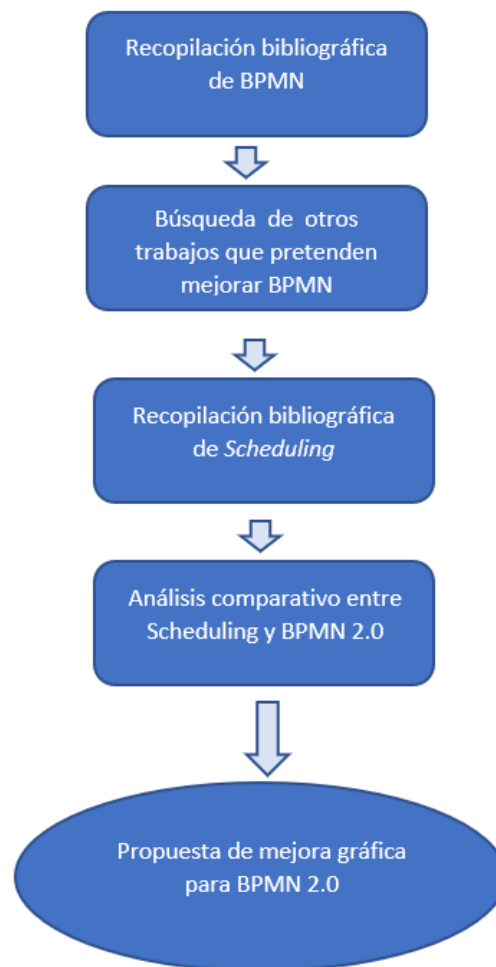 Recopilación bibliográfica
de BPMN
Búsqueda de otros
trabajos que pretenden
mejorar BPMN
Recopilación bibliográfica
de Scheduling
Análisis comparativo entre
Scheduling y BPMN 2.0
Propuesta de mejora gráfica
para BPMN 2.0